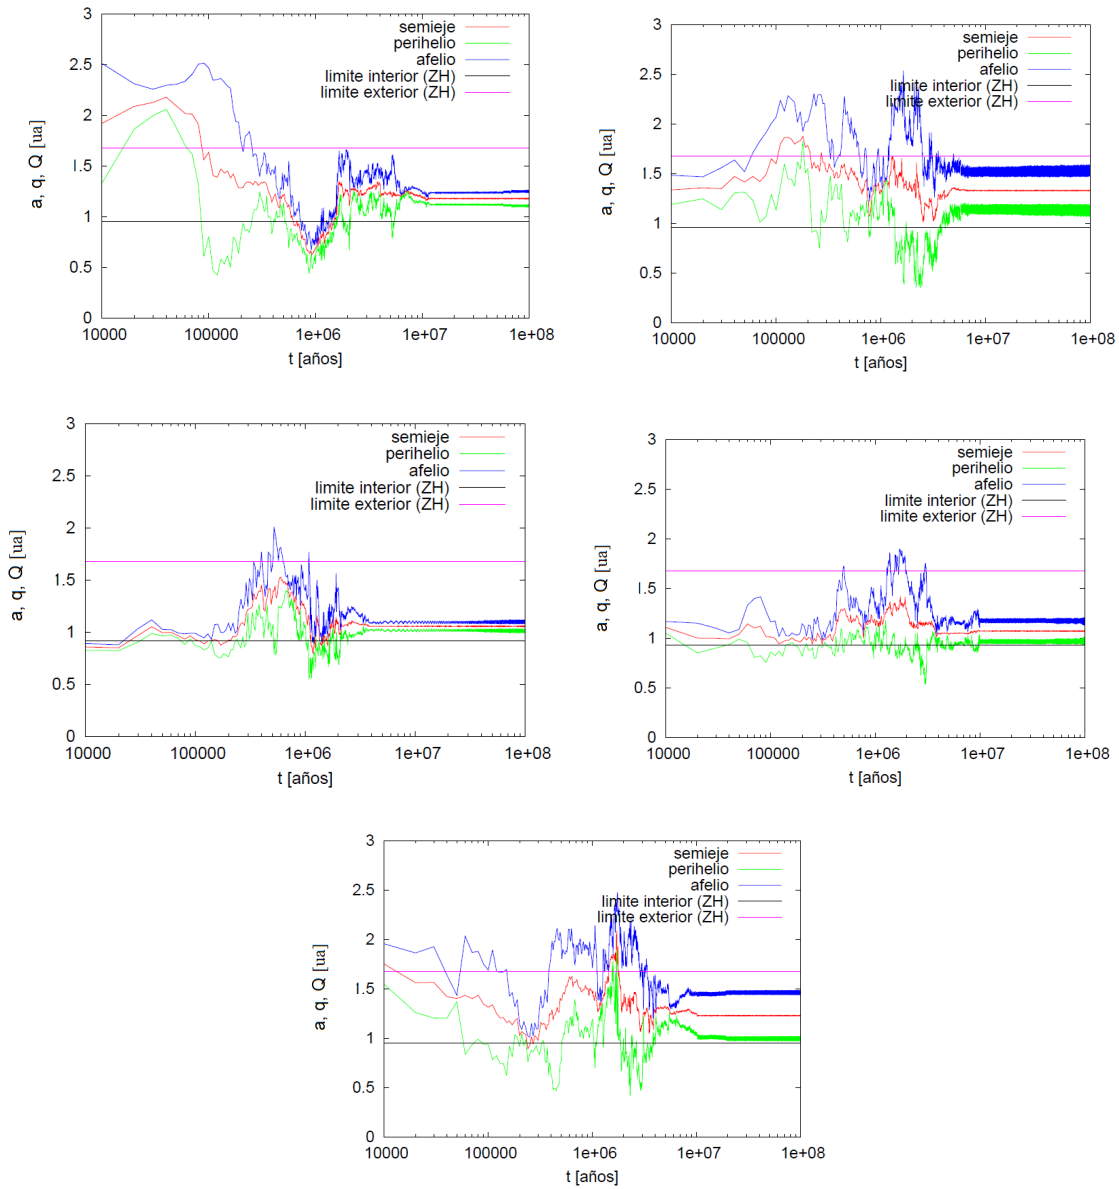 3
2.5
2
1.5
1
0.5
0
a, q, Q [ua]
semieje
perihelio
afelio
limite interior (ZH)
limite exterior (ZH)
10000 100000 1e+06 1e+07 1e+08
t [años]
3
2.5
2
1.5
1
0.5
0
a, q, Q [ua]
semieje
perihelio
afelio
limite interior (ZH)
limite exterior (ZH)
10000 100000 1e+06 1e+07 1e+08
t [años]
3
2.5
2
1.5
1
0.5
0
a, q, Q [ua]
semieje
perihelio
afelio
limite interior (ZH)
limite exterior (ZH)
10000 100000 1e+06 1e+07 1e+08
t [años]
3
2.5
2
1.5
1
0.5
0
a, q, Q [ua]
semieje
perihelio
afelio
limite interior (ZH)
limite exterior (ZH)
10000 100000 1e+06 1e+07 1e+08
t [años]
3
2.5
2
1.5
1
0.5
0
a, q, Q [ua]
semieje
perihelio
afelio
limite interior (ZH)
limite exterior (ZH)
10000 100000 1e+06 1e+07 1e+08
t [años]